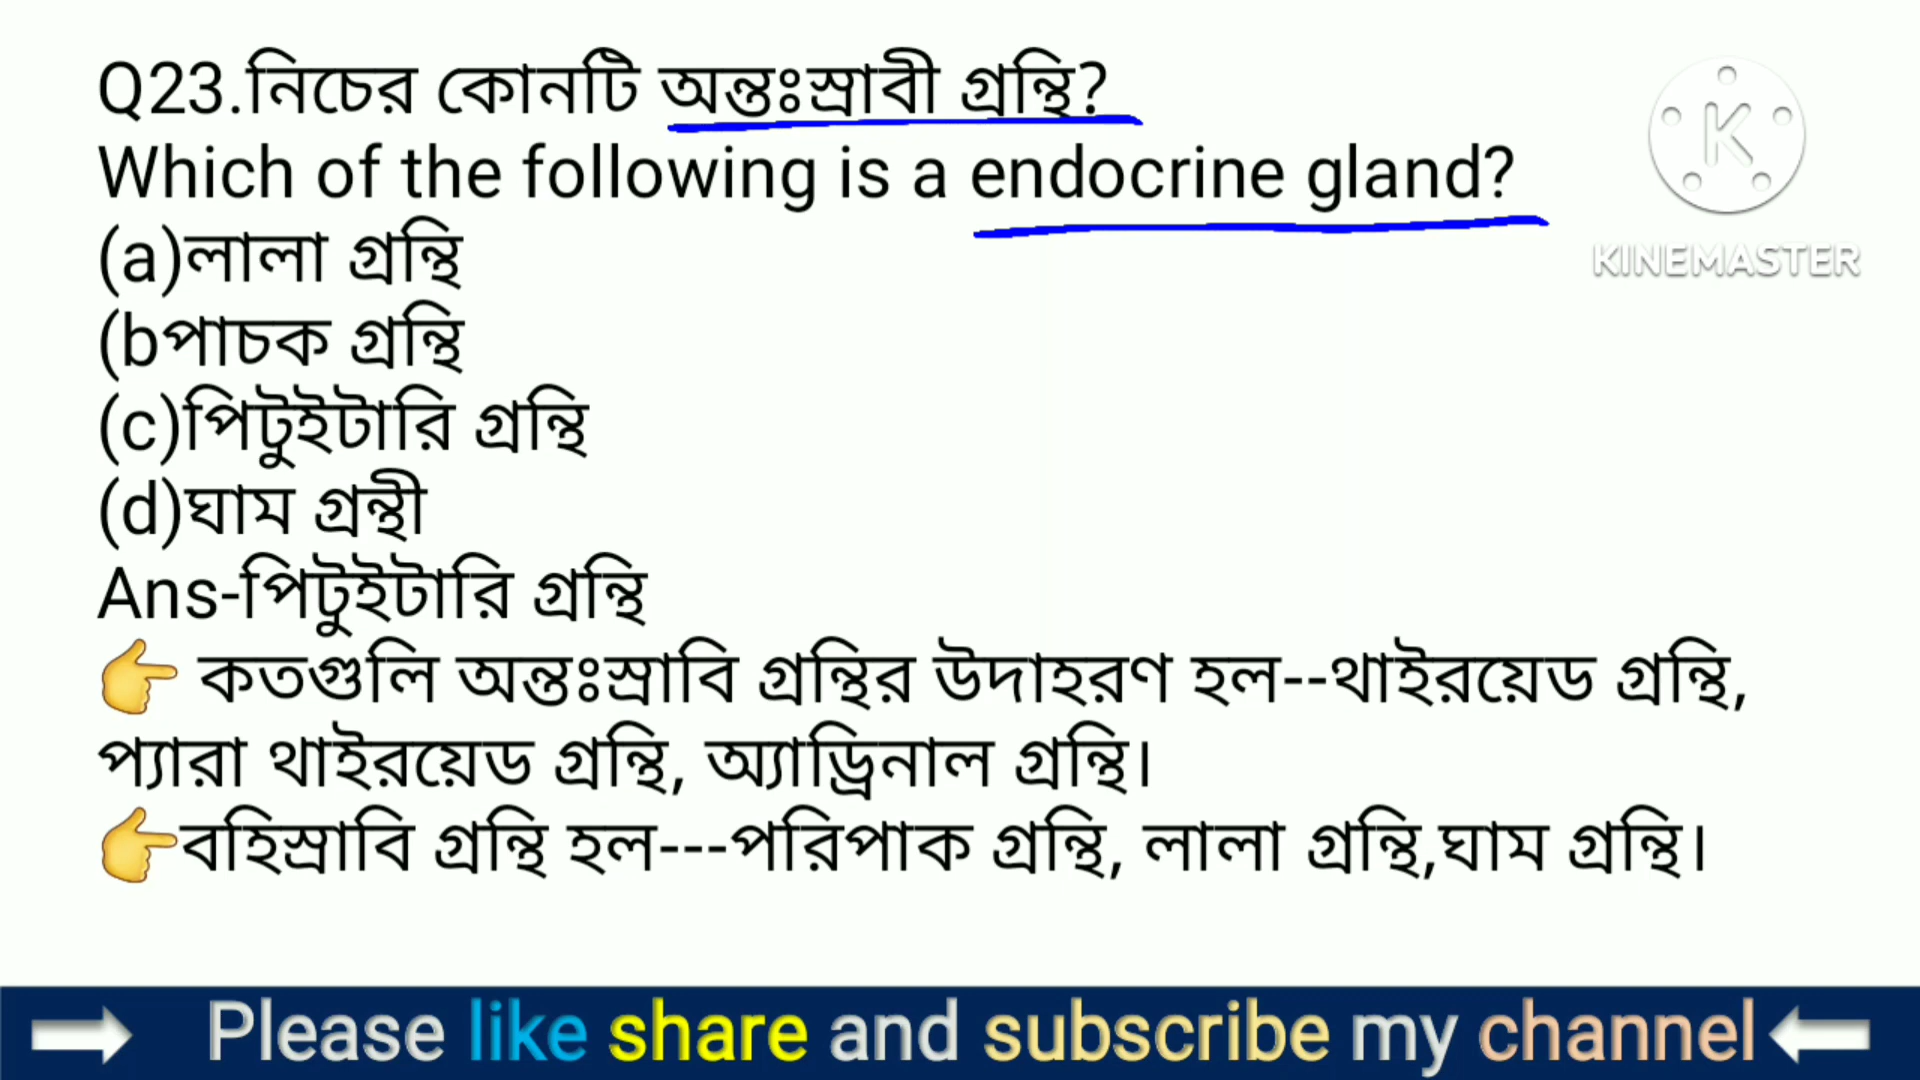 Q23.নিচের কোনটি অন্তঃস্রাবী গ্রন্থি?
Which of the following is a endocrine gland?
(a)লালা গ্রন্থি
(bপাচক গ্রন্থি
(c)পিটুইটারি গ্রন্থি
(d)ঘাম গ্রন্থী
Ans-পিটুইটারি গ্রন্থি
👉 কতগুলি অন্তঃস্রাবি গ্রন্থির উদাহরণ হল--থাইরয়েড গ্রন্থি,
প্যারা থাইরয়েড গ্রন্থি, অ্যাড্রিনাল গ্রন্থি।
👉বহিস্রাবি গ্রন্থি হল---পরিপাক গ্রন্থি, লালা গ্রন্থি,ঘাম গ্রন্থি।
K
KINEMASTER
Please like share and subscribe my channel